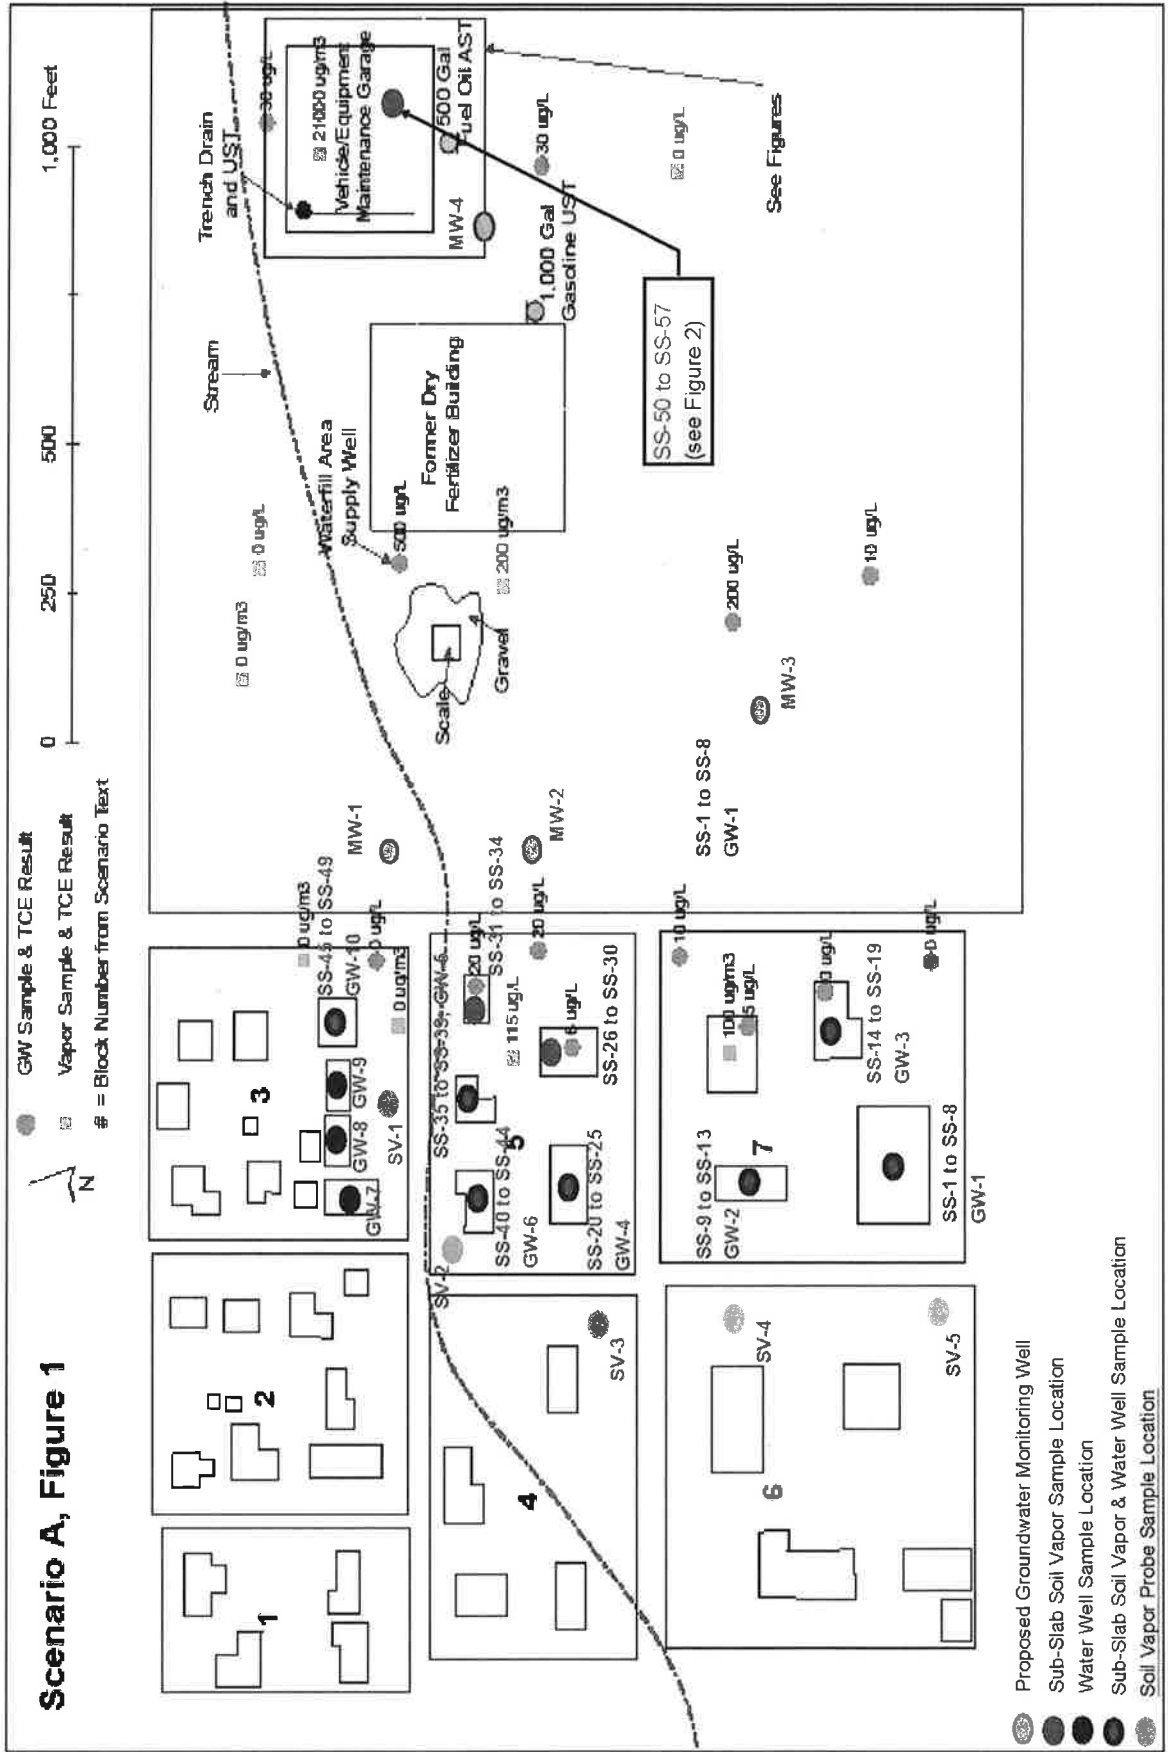 Scenario A, Figure 1
N
GW Sample & TCE Result
Vapor Sample & TCE Result
# = Block Number from Scenario Text
0
250
500
1,000 Feet
1
2
3
4
5
6
7
Stream
Trench Drain
and UST
30 ug/L
21000 ug/m3
Vehicle/Equipment
Maintenance Garage
500 Gal
Fuel Oil AST
MW-4
30 ug/L
1,000 Gal
Gasoline UST
0 ug/L
See Figures
SS-50 to SS-57
(see Figure 2)
Former Dry
Fertilizer Building
Waterfill Area
Supply Well
500 ug/L
200 ug/m3
0 ug/L
0 ug/m3
Scale
Gravel
200 ug/L
10 ug/L
MW-3
MW-1
MW-2
SS-1 to SS-8
GW-1
0 ug/m3
SS-45 to SS-49
GW-10
0 ug/L
0 ug/m3
GW-9
GW-8
GW-7
SV-1
SS-35 to SS-39, GW-5
20 ug/L
SS-31 to SS-34
20 ug/L
115 ug/L
6 ug/L
SS-26 to SS-30
SS-40 to SS-44
GW-6
SS-20 to SS-25
GW-4
SV-2
SV-3
10 ug/L
100 ug/m3
5 ug/L
0 ug/L
0 ug/L
SS-14 to SS-19
GW-3
SS-9 to SS-13
GW-2
SS-1 to SS-8
GW-1
SV-4
SV-5
Proposed Groundwater Monitoring Well
Sub-Slab Soil Vapor Sample Location
Water Well Sample Location
Sub-Slab Soil Vapor & Water Well Sample Location
Soil Vapor Probe Sample Location